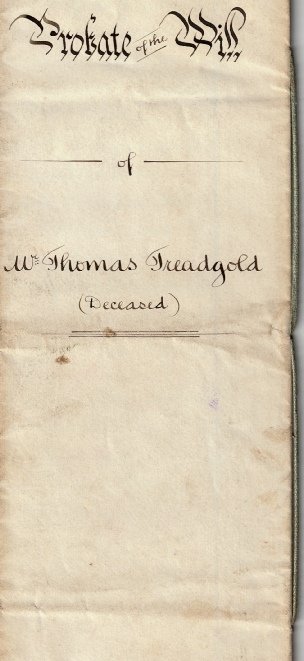 Probate of the Will
of
Mr Thomas Treadgold
(Deceased)